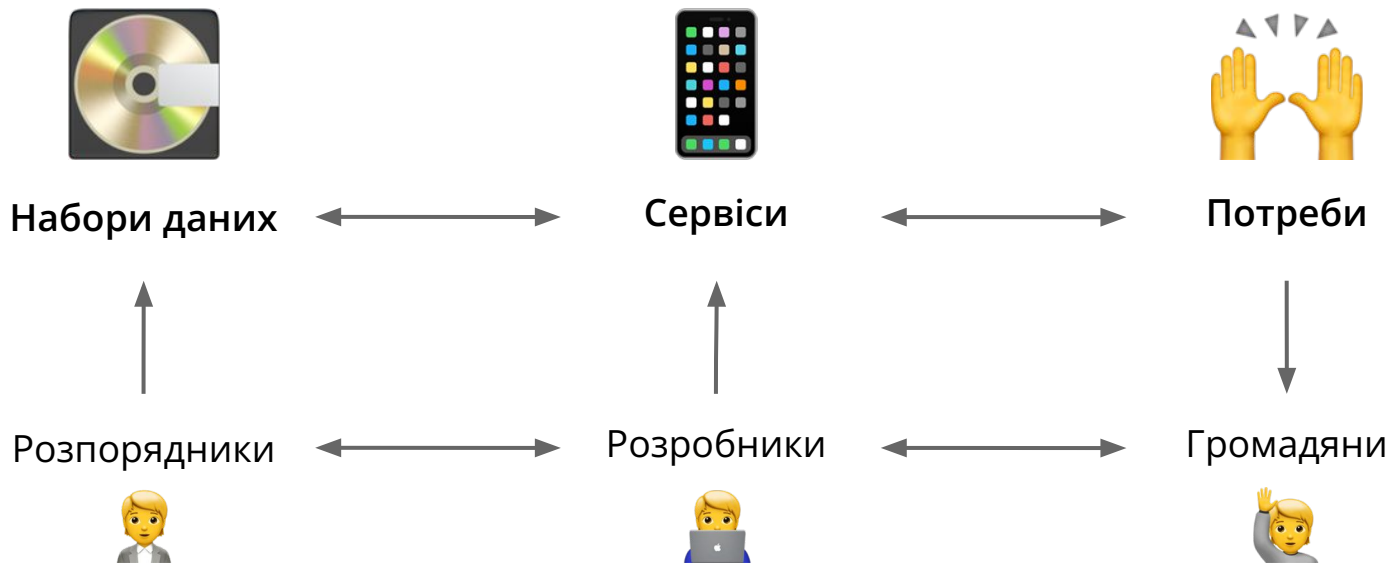 Набори даних
Сервіси
Потреби
Розпорядники
Розробники
Громадяни